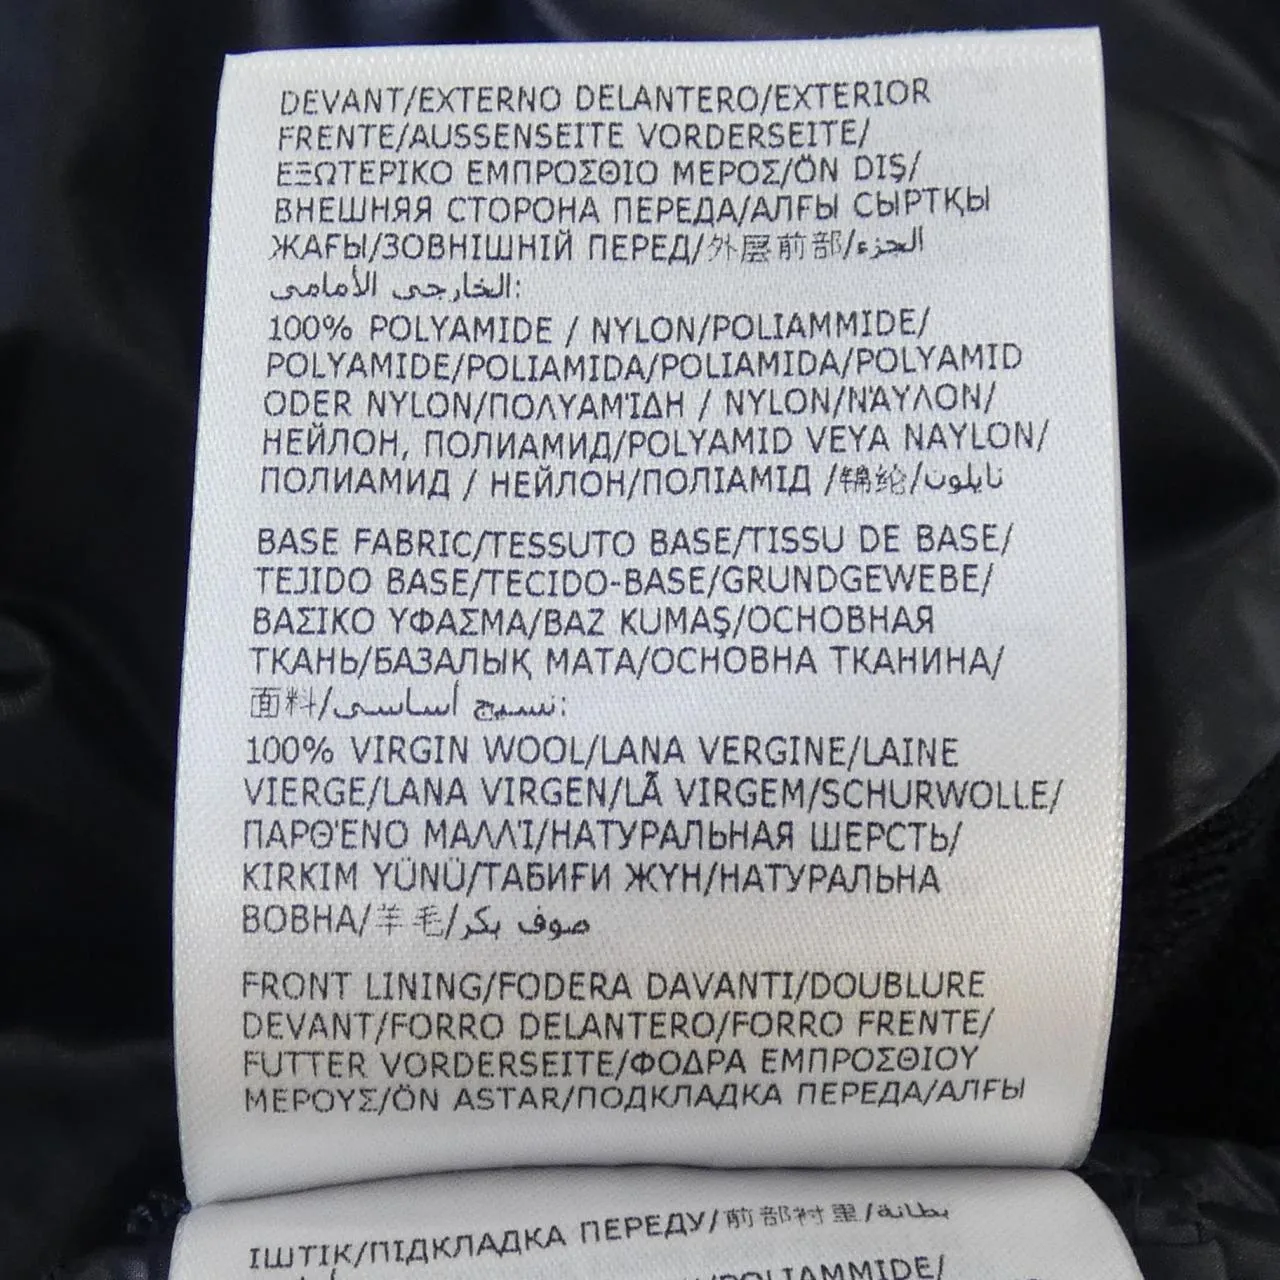 DEVANT/EXTERNO DELANTERO/EXTERIOR
FRENTE/AUSSENSEITE VORDERSEITE/
ΕΞΩΤΕΡΙΚΟ ΕΜΠΡΟΣΘΙΟ ΜΕΡΟΣ/ÖN DIŞ/
ВНЕШНЯЯ СТОРОНА ПЕРЕДА/АЛҒЫ СЫРТҚЫ
ЖАҒЫ/ЗОВНІШНІЙ ПЕРЕД/外层前部/الجزء
الخارجى الأمامى:
100% POLYAMIDE / NYLON/POLIAMMIDE/
POLYAMIDE/POLIAMIDA/POLIAMIDA/POLYAMID
ODER NYLON/ΠΟΛΥΑΜΊΔΗ / NYLON/ΝΆΥΛΟΝ/
НЕЙЛОН, ПОЛИАМИД/POLYAMID VEYA NAYLON/
ПОЛИАМИД / НЕЙЛОН/ПОЛІАМІД /锦纶/نايلون
BASE FABRIC/TESSUTO BASE/TISSU DE BASE/
TEJIDO BASE/TECIDO-BASE/GRUNDGEWEBE/
ΒΑΣΙΚΟ ΥΦΑΣΜΑ/BAZ KUMAŞ/ОСНОВНАЯ
ТКАНЬ/БАЗАЛЫҚ МАТА/ОСНОВНА ТКАНИНА/
面料/نسيج أساسى:
100% VIRGIN WOOL/LANA VERGINE/LAINE
VIERGE/LANA VIRGEN/LÃ VIRGEM/SCHURWOLLE/
ΠΑΡΘΈΝΟ ΜΑΛΛΊ/НАТУРАЛЬНАЯ ШЕРСТЬ/
KIRKIM YÜNÜ/ТАБИҒИ ЖҮН/НАТУРАЛЬНА
ВОВНА/羊毛/صوف بكر
FRONT LINING/FODERA DAVANTI/DOUBLURE
DEVANT/FORRO DELANTERO/FORRO FRENTE/
FUTTER VORDERSEITE/ΦΟΔΡΑ ΕΜΠΡΟΣΘΙΟΥ
ΜΕΡΟΥΣ/ÖN ASTAR/ПОДКЛАДКА ПЕРЕДА/АЛҒЫ
ІШТІК/ПІДКЛАДКА ПЕРЕДУ/前部衬里/بطانة
POLIAMMIDE/